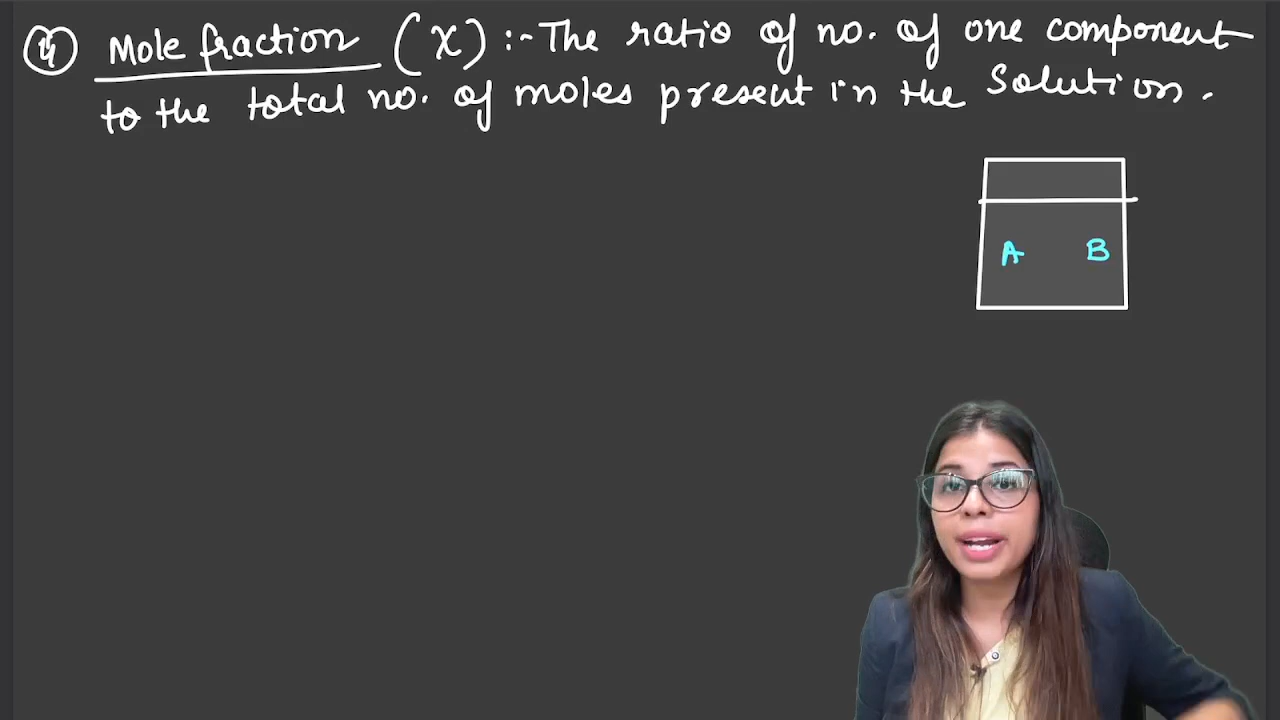 ④ Mole fraction (x) :- The ratio of no. of one component
to the total no. of moles present in the solution.
A B